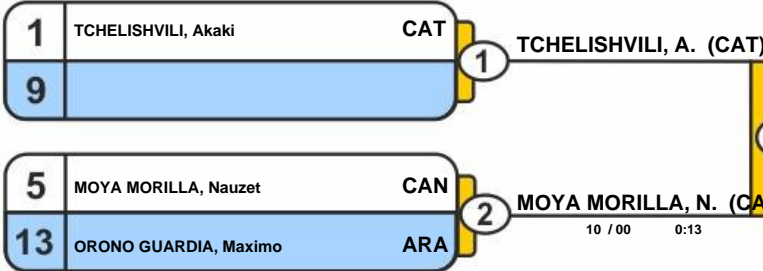 1 TCHELISHVILI, Akaki CAT
1 TCHELISHVILI, A. (CAT)
9
5 MOYA MORILLA, Nauzet CAN
2 MOYA MORILLA, N. (CA
10 / 00 0:13
13 ORONO GUARDIA, Maximo ARA